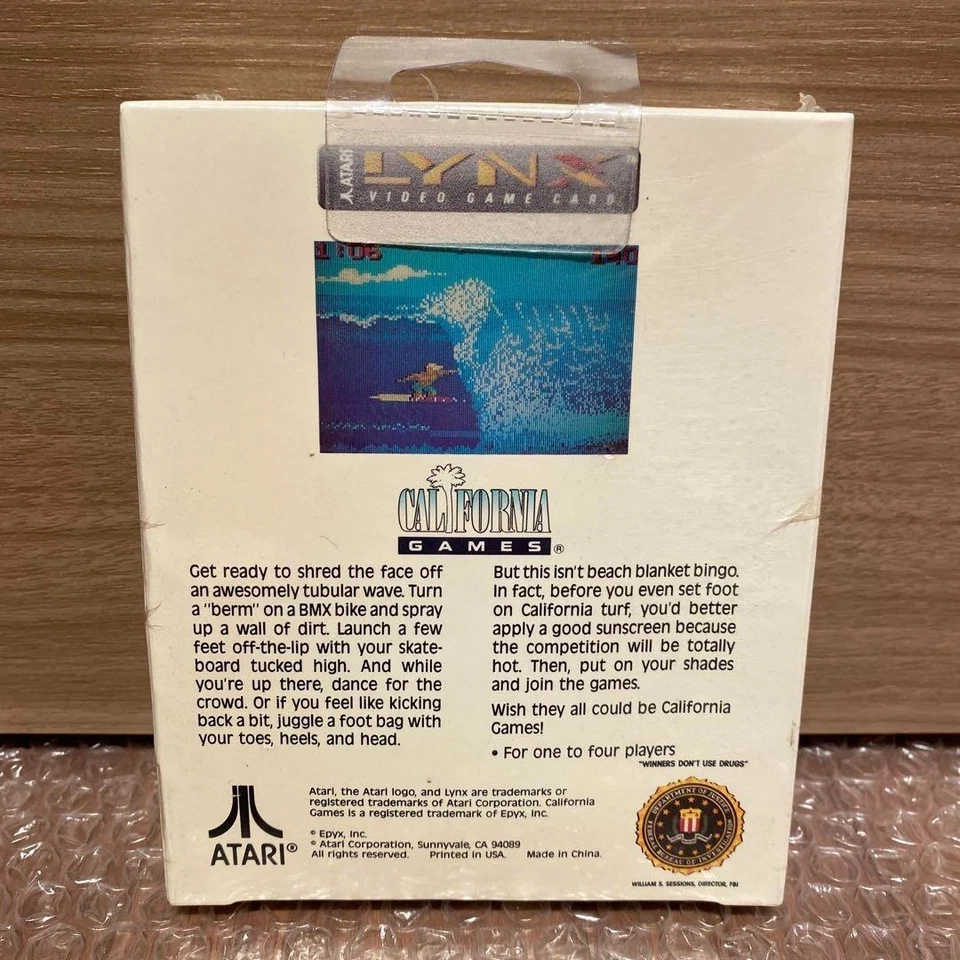 ATARI LYNX™
VIDEO GAME CARD
CALIFORNIA
GAMES®
Get ready to shred the face off
an awesomely tubular wave. Turn
a "berm" on a BMX bike and spray
up a wall of dirt. Launch a few
feet off-the-lip with your skate-
board tucked high. And while
you're up there, dance for the
crowd. Or if you feel like kicking
back a bit, juggle a foot bag with
your toes, heels, and head.
But this isn't beach blanket bingo.
In fact, before you even set foot
on California turf, you'd better
apply a good sunscreen because
the competition will be totally
hot. Then, put on your shades
and join the games.
Wish they all could be California
Games!
• For one to four players
"WINNERS DON'T USE DRUGS"
ATARI®
Atari, the Atari logo, and Lynx are trademarks or
registered trademarks of Atari Corporation. California
Games is a registered trademark of Epyx, Inc.
© Epyx, Inc.
© Atari Corporation, Sunnyvale, CA 94089
All rights reserved. Printed in USA. Made in China.
DEPARTMENT OF JUSTICE
FEDERAL BUREAU OF INVESTIGATION
WILLIAM S. SESSIONS, DIRECTOR, FBI